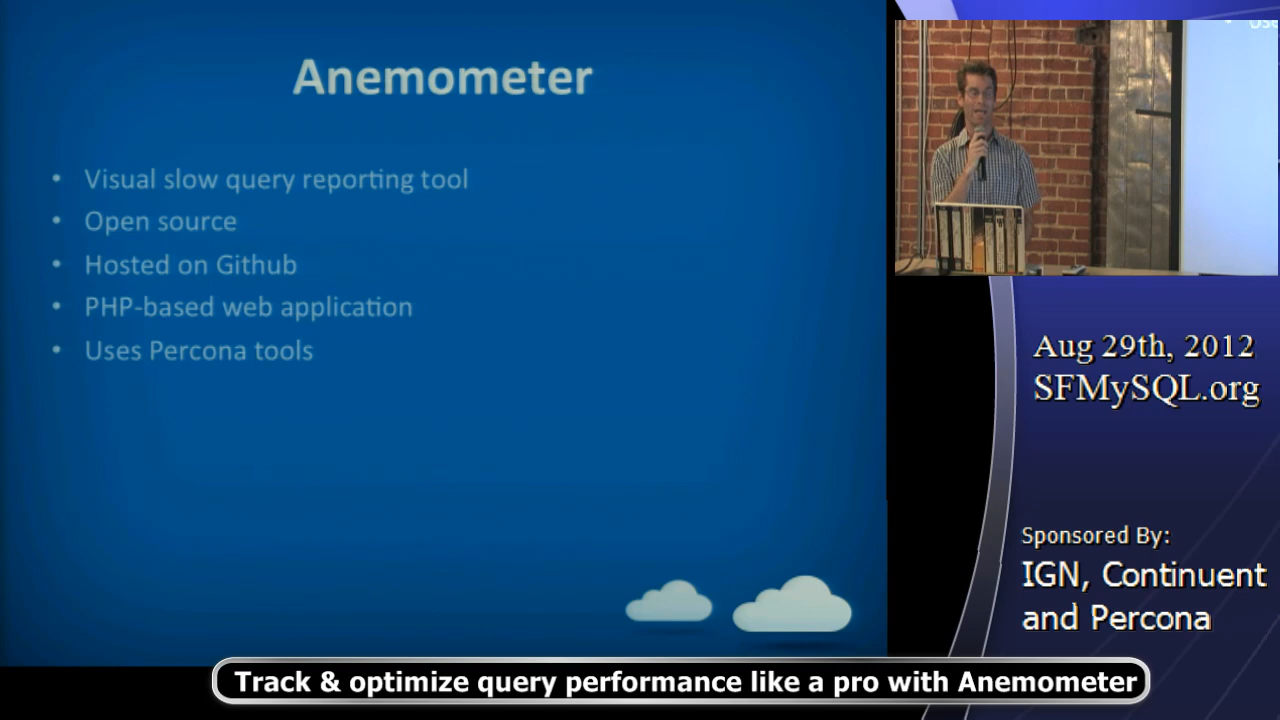 Anemometer
• Visual slow query reporting tool
• Open source
• Hosted on Github
• PHP-based web application
• Uses Percona tools
Aug 29th, 2012
SFMySQL.org
Sponsored By:
IGN, Continuent
and Percona
Track & optimize query performance like a pro with Anemometer